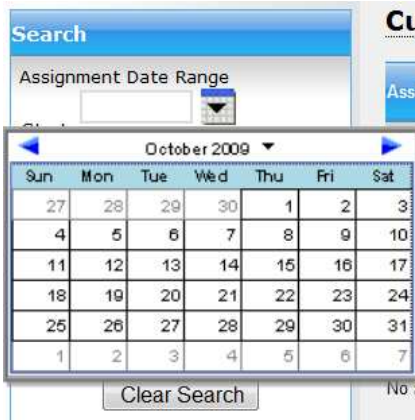 Search
Cu
Assignment Date Range
Ass
October 2009
Sun Mon Tue Wed Thu Fri Sat
27 28 29 30 1 2 3
4 5 6 7 8 9 10
11 12 13 14 15 16 17
18 19 20 21 22 23 24
25 26 27 28 29 30 31
1 2 3 4 5 6 7
Clear Search
No